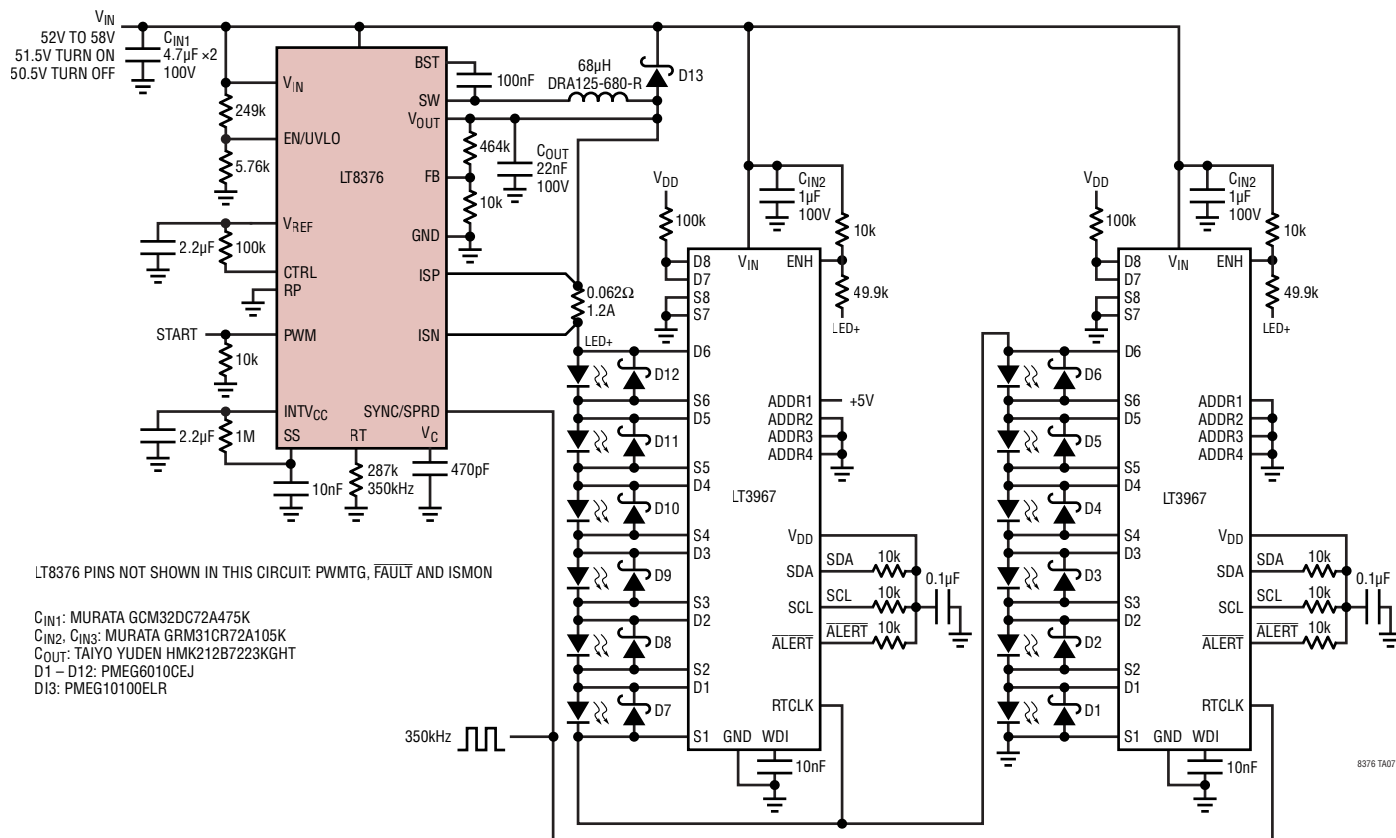 VIN
52V TO 58V
51.5V TURN ON
50.5V TURN OFF
CIN1
4.7µF ×2
100V
VIN
249k
EN/UVLO
5.76k
VREF
2.2µF
100k
CTRL
RP
START
PWM
10k
INTVCC
2.2µF
1M
SS
RT
VC
SYNC/SPRD
10nF
287k
350kHz
470pF
LT8376
BST
100nF
SW
68µH
DRA125-680-R
D13
VOUT
464k
COUT
22nF
100V
FB
10k
GND
ISP
0.062Ω
1.2A
ISN
LED+
D12
D11
D10
D9
D8
D7
VDD
100k
CIN2
1µF
100V
10k
49.9k
LED+
D8
D7
S8
S7
VIN
ENH
D6
S6
D5
S5
D4
S4
D3
S3
D2
S2
D1
S1
ADDR1
+5V
ADDR2
ADDR3
ADDR4
LT3967
VDD
SDA
SDA
10k
SCL
SCL
10k
ALERT
ALERT
10k
0.1µF
RTCLK
GND
WDI
10nF
D6
D5
D4
D3
D2
D1
VDD
100k
CIN2
1µF
100V
10k
49.9k
LED+
D8
D7
S8
S7
VIN
ENH
D6
S6
D5
S5
D4
S4
D3
S3
D2
S2
D1
S1
ADDR1
ADDR2
ADDR3
ADDR4
LT3967
VDD
SDA
SDA
10k
SCL
SCL
10k
ALERT
ALERT
10k
0.1µF
RTCLK
GND
WDI
10nF
350kHz
LT8376 PINS NOT SHOWN IN THIS CIRCUIT: PWMTG, FAULT AND ISMON
CIN1: MURATA GCM32DC72A475K
CIN2, CIN3: MURATA GRM31CR72A105K
COUT: TAIYO YUDEN HMK212B7223KGHT
D1 – D12: PMEG6010CEJ
DI3: PMEG10100ELR
8376 TA07